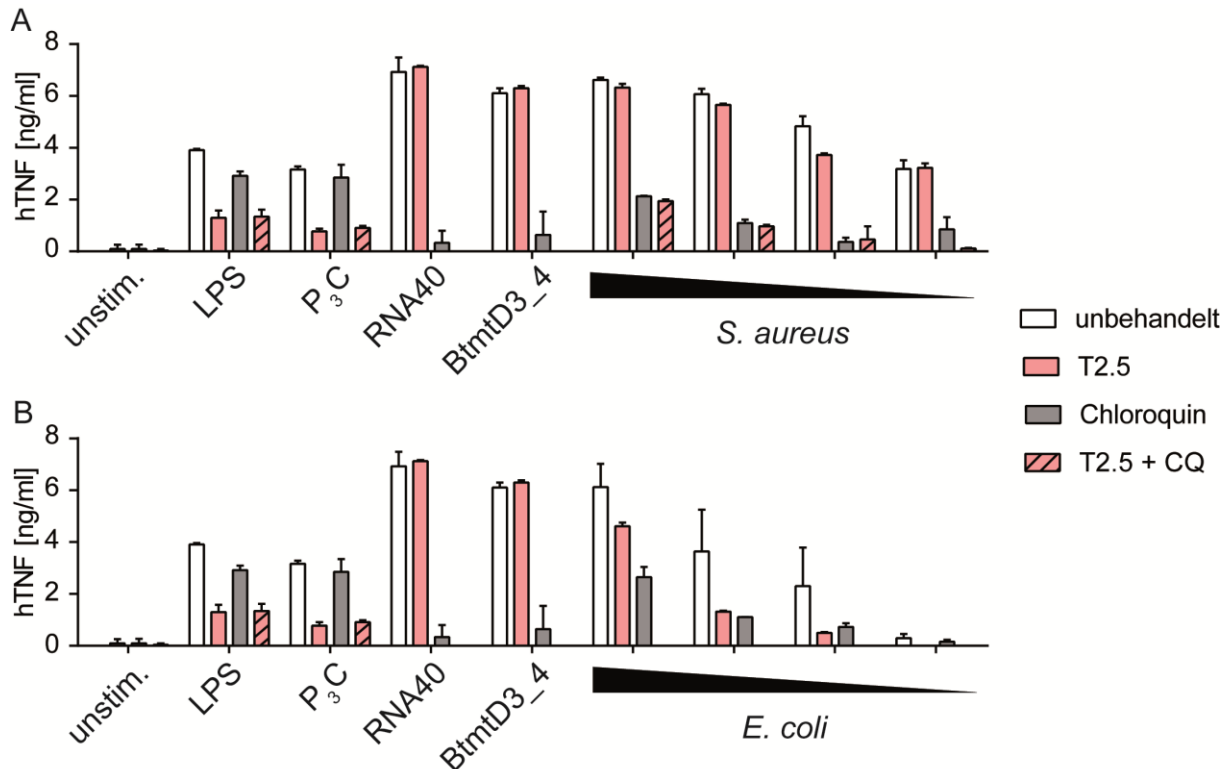 A
hTNF [ng/ml]
8
6
4
2
0
unstim.
LPS
P₃C
RNA40
BtmtD3_4
S. aureus
unbehandelt
T2.5
Chloroquin
T2.5 + CQ
B
hTNF [ng/ml]
8
6
4
2
0
unstim.
LPS
P₃C
RNA40
BtmtD3_4
E. coli